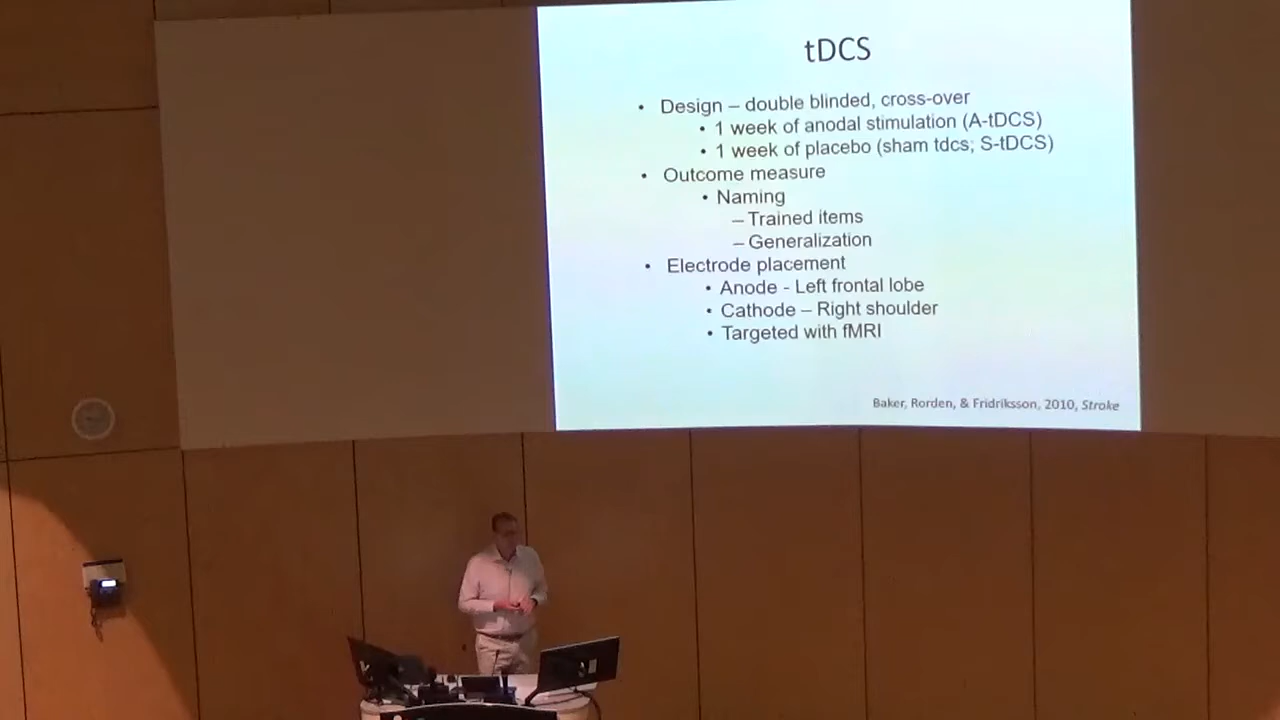 tDCS
• Design – double blinded, cross-over
• 1 week of anodal stimulation (A-tDCS)
• 1 week of placebo (sham tdcs; S-tDCS)
• Outcome measure
• Naming
– Trained items
– Generalization
• Electrode placement
• Anode - Left frontal lobe
• Cathode – Right shoulder
• Targeted with fMRI
Baker, Rorden, & Fridriksson, 2010, Stroke